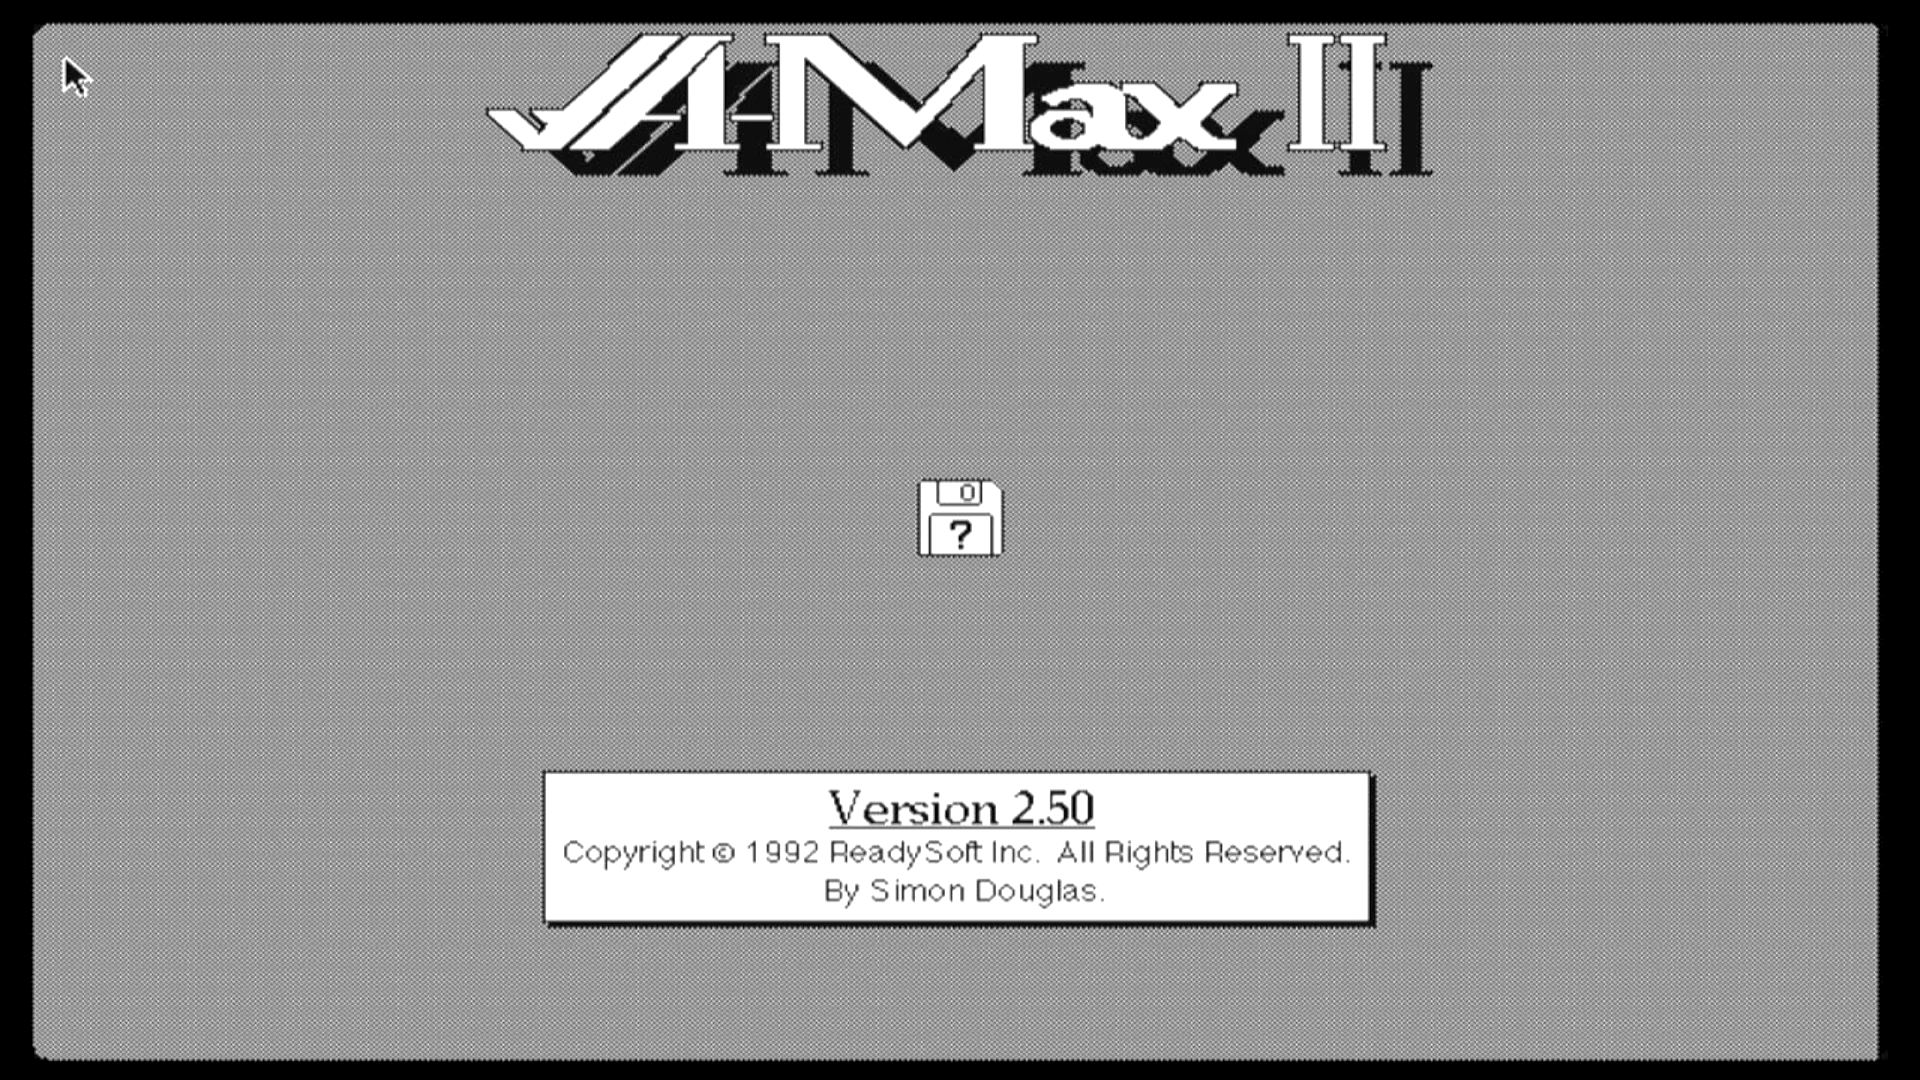 A-Max II
0
?
Version 2.50
Copyright © 1992 ReadySoft Inc. All Rights Reserved.
By Simon Douglas.